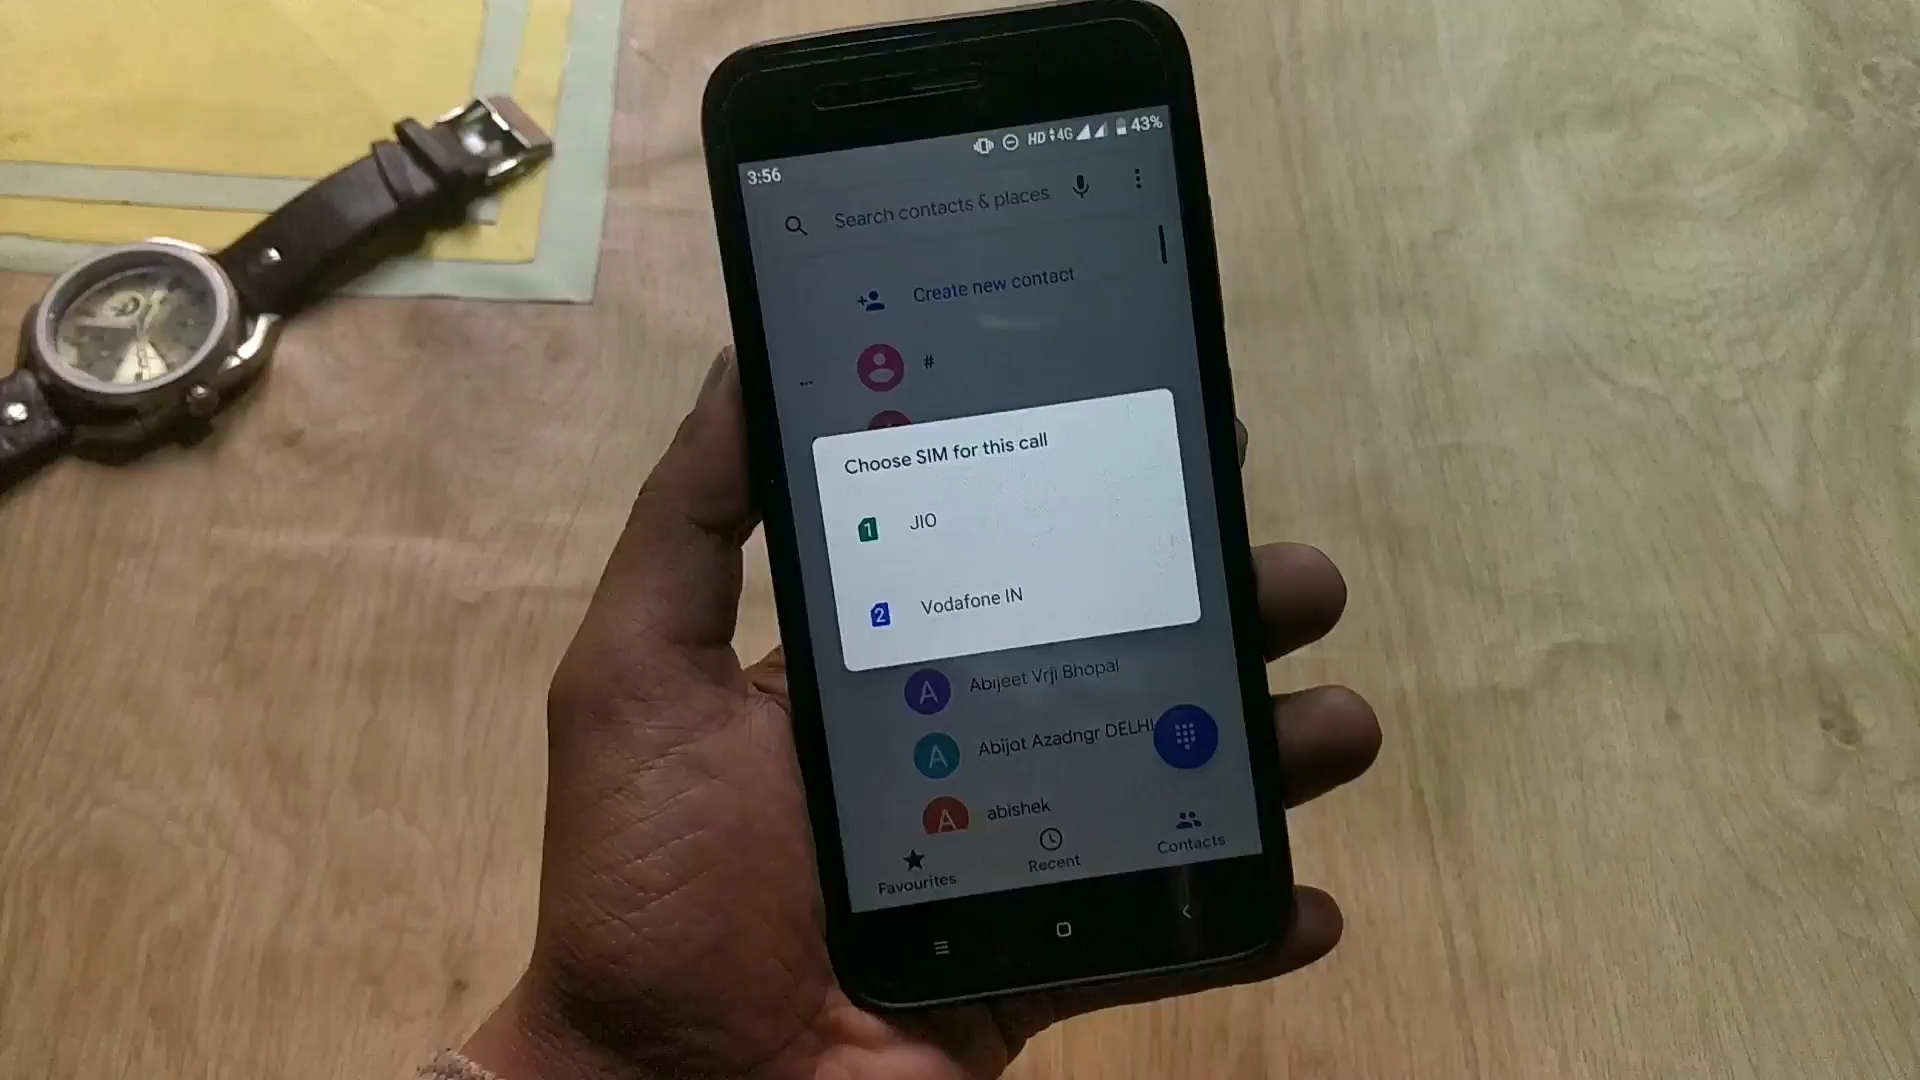 3:56
HD 4G 43%
Search contacts & places
Create new contact
#
...
Choose SIM for this call
1 JIO
2 Vodafone IN
A Abijeet Vrji Bhopal
A Abijot Azadngr DELHI
A abishek
Favourites
Recent
Contacts